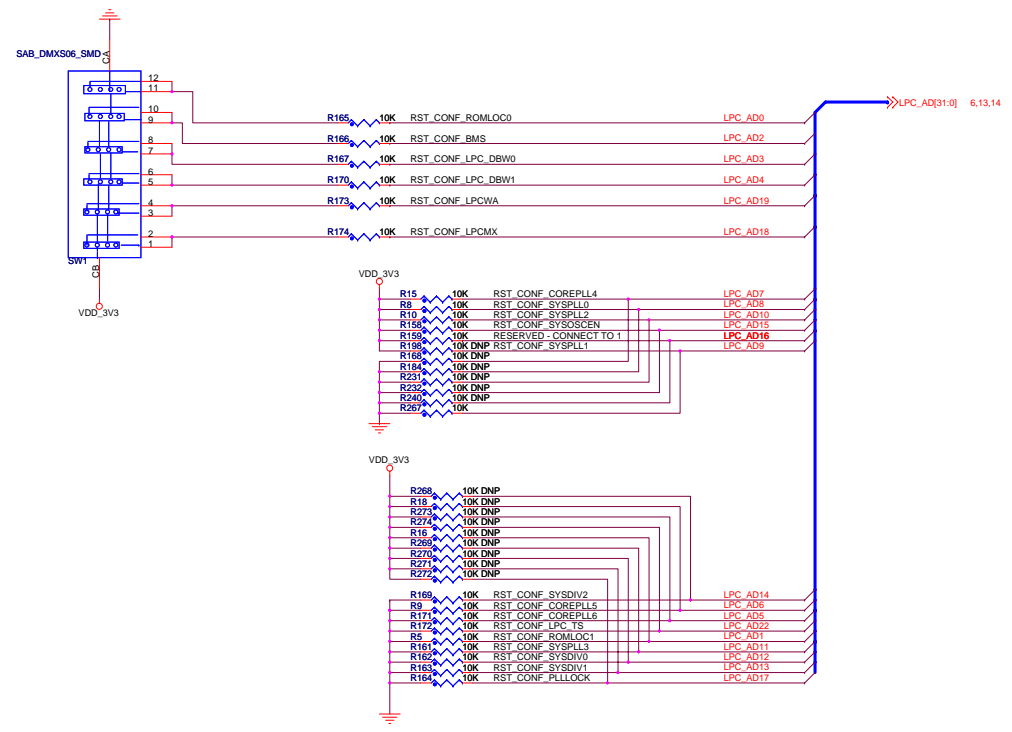 SAB_DMXS06_SMD
CA
12
11
10
9
8
7
6
5
4
3
2
1
SW1
CB
VDD_3V3
LPC_AD[31:0] 6,13,14
R165 10K RST_CONF_ROMLOC0 LPC_AD0
R166 10K RST_CONF_BMS LPC_AD2
R167 10K RST_CONF_LPC_DBW0 LPC_AD3
R170 10K RST_CONF_LPC_DBW1 LPC_AD4
R173 10K RST_CONF_LPCWA LPC_AD19
R174 10K RST_CONF_LPCMX LPC_AD18
VDD_3V3
R15 10K RST_CONF_COREPLL4 LPC_AD7
R8 10K RST_CONF_SYSPLL0 LPC_AD8
R10 10K RST_CONF_SYSPLL2 LPC_AD10
R158 10K RST_CONF_SYSOSCEN LPC_AD15
R159 10K RESERVED - CONNECT TO 1 LPC_AD16
R198 10K DNP RST_CONF_SYSPLL1 LPC_AD9
R168 10K DNP
R184 10K DNP
R231 10K DNP
R232 10K DNP
R240 10K DNP
R267 10K
VDD_3V3
R268 10K DNP
R18 10K DNP
R273 10K DNP
R274 10K DNP
R16 10K DNP
R269 10K DNP
R270 10K DNP
R271 10K DNP
R272 10K DNP
R169 10K RST_CONF_SYSDIV2 LPC_AD14
R9 10K RST_CONF_COREPLL5 LPC_AD6
R171 10K RST_CONF_COREPLL6 LPC_AD5
R172 10K RST_CONF_LPC_TS LPC_AD22
R5 10K RST_CONF_ROMLOC1 LPC_AD1
R161 10K RST_CONF_SYSPLL3 LPC_AD11
R162 10K RST_CONF_SYSDIV0 LPC_AD12
R163 10K RST_CONF_SYSDIV1 LPC_AD13
R164 10K RST_CONF_PLLLOCK LPC_AD17